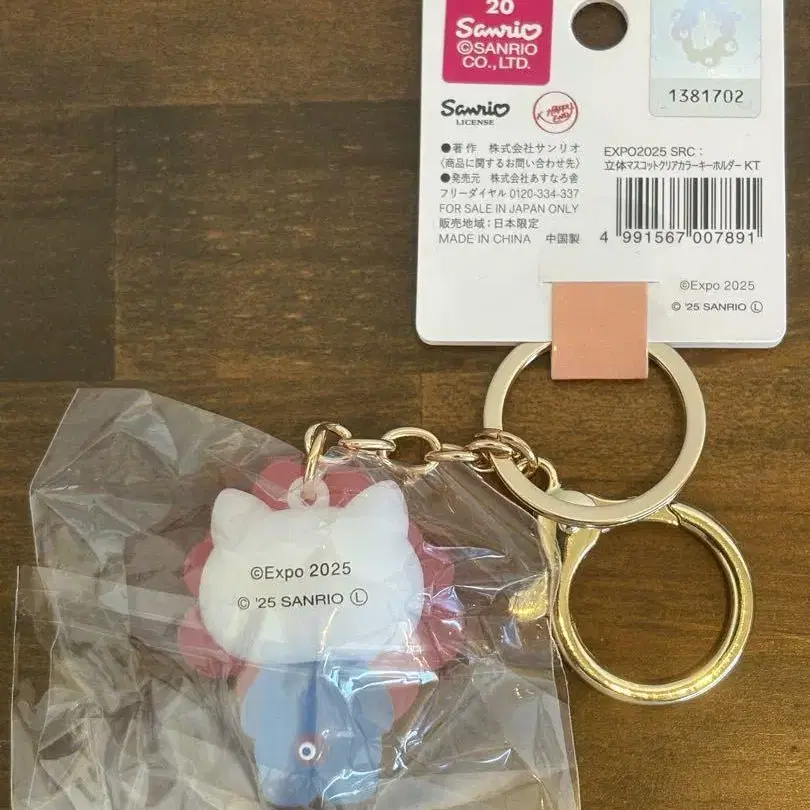 20
Sanrio
©SANRIO
CO.,LTD.
1381702
Sanrio
LICENSE
●著作 株式会社サンリオ
〈商品に関するお問い合わせ先〉
●発売元 株式会社あすなろ舎
フリーダイヤル 0120-334-337
FOR SALE IN JAPAN ONLY
販売地域:日本限定
MADE IN CHINA 中国製
EXPO2025 SRC:
立体マスコットクリアカラーキーホルダー KT
4 991567 007891
©Expo 2025
© '25 SANRIO Ⓛ
©Expo 2025
© '25 SANRIO Ⓛ